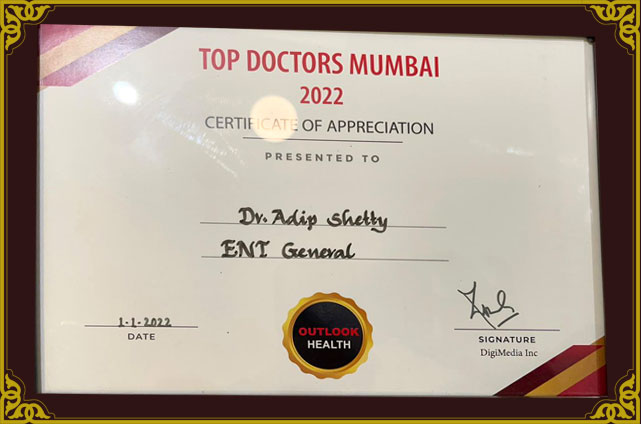 TOP DOCTORS MUMBAI
2022
CERTIFICATE OF APPRECIATION
PRESENTED TO
Dr. Adip Shetty
ENT General
1-1-2022
DATE
OUTLOOK
HEALTH
SIGNATURE
DigiMedia Inc